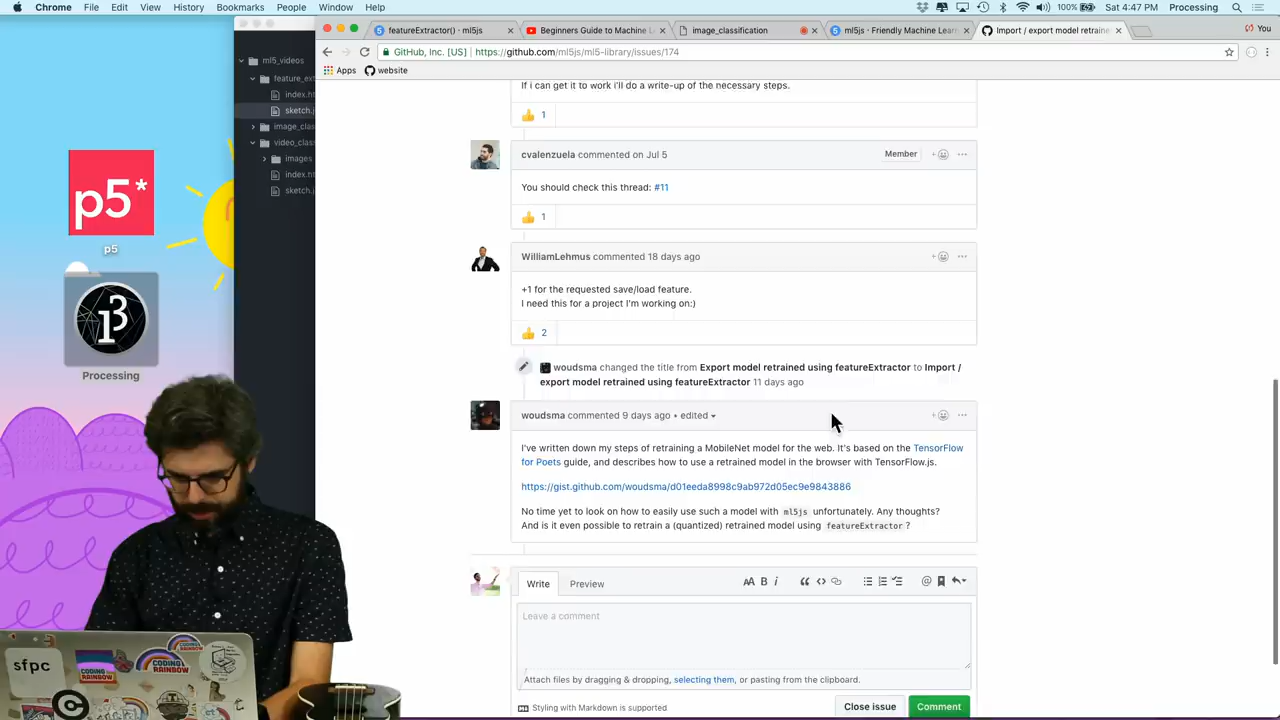 Chrome File Edit View History Bookmarks People Window Help 100% Sat 4:47 PM Processing
featureExtractor() · ml5js
Beginners Guide to Machine L
image_classification
ml5js · Friendly Machine Lear
Import / export model retraine
You
GitHub, Inc. [US] https://github.com/ml5js/ml5-library/issues/174
Apps website
ml5_videos
feature_ex
index.ht
sketch.j
image_clas
video_clas
images
index.ht
sketch.j
p5*
p5
Processing
If i can get it to work i'll do a write-up of the necessary steps.
1
cvalenzuela commented on Jul 5 Member
You should check this thread: #11
1
WilliamLehmus commented 18 days ago
+1 for the requested save/load feature.
I need this for a project I'm working on:)
2
woudsma changed the title from Export model retrained using featureExtractor to Import /
export model retrained using featureExtractor 11 days ago
woudsma commented 9 days ago • edited
I've written down my steps of retraining a MobileNet model for the web. It's based on the TensorFlow
for Poets guide, and describes how to use a retrained model in the browser with TensorFlow.js.
https://gist.github.com/woudsma/d01eeda8998c9ab972d05ec9e9843886
No time yet to look on how to easily use such a model with ml5js unfortunately. Any thoughts?
And is it even possible to retrain a (quantized) retrained model using featureExtractor?
Write Preview AA B i
Leave a comment
Attach files by dragging & dropping, selecting them, or pasting from the clipboard.
Styling with Markdown is supported
Close issue Comment
sfpc
CODING
RAINBOW
CODING
RAINBOW